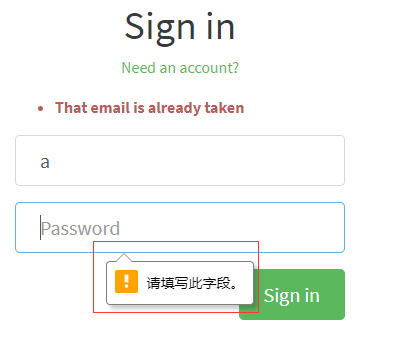 Sign in
Need an account?
That email is already taken
a
Password
请填写此字段。
Sign in